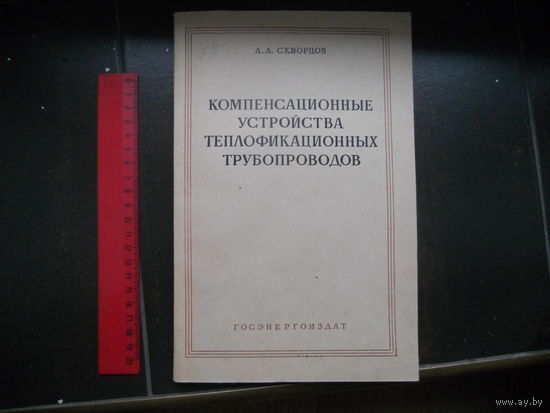 А. А. СКВОРЦОВ
КОМПЕНСАЦИОННЫЕ
УСТРОЙСТВА
ТЕПЛОФИКАЦИОННЫХ
ТРУБОПРОВОДОВ
ГОСЭНЕРГОИЗДАТ
www.ay.by